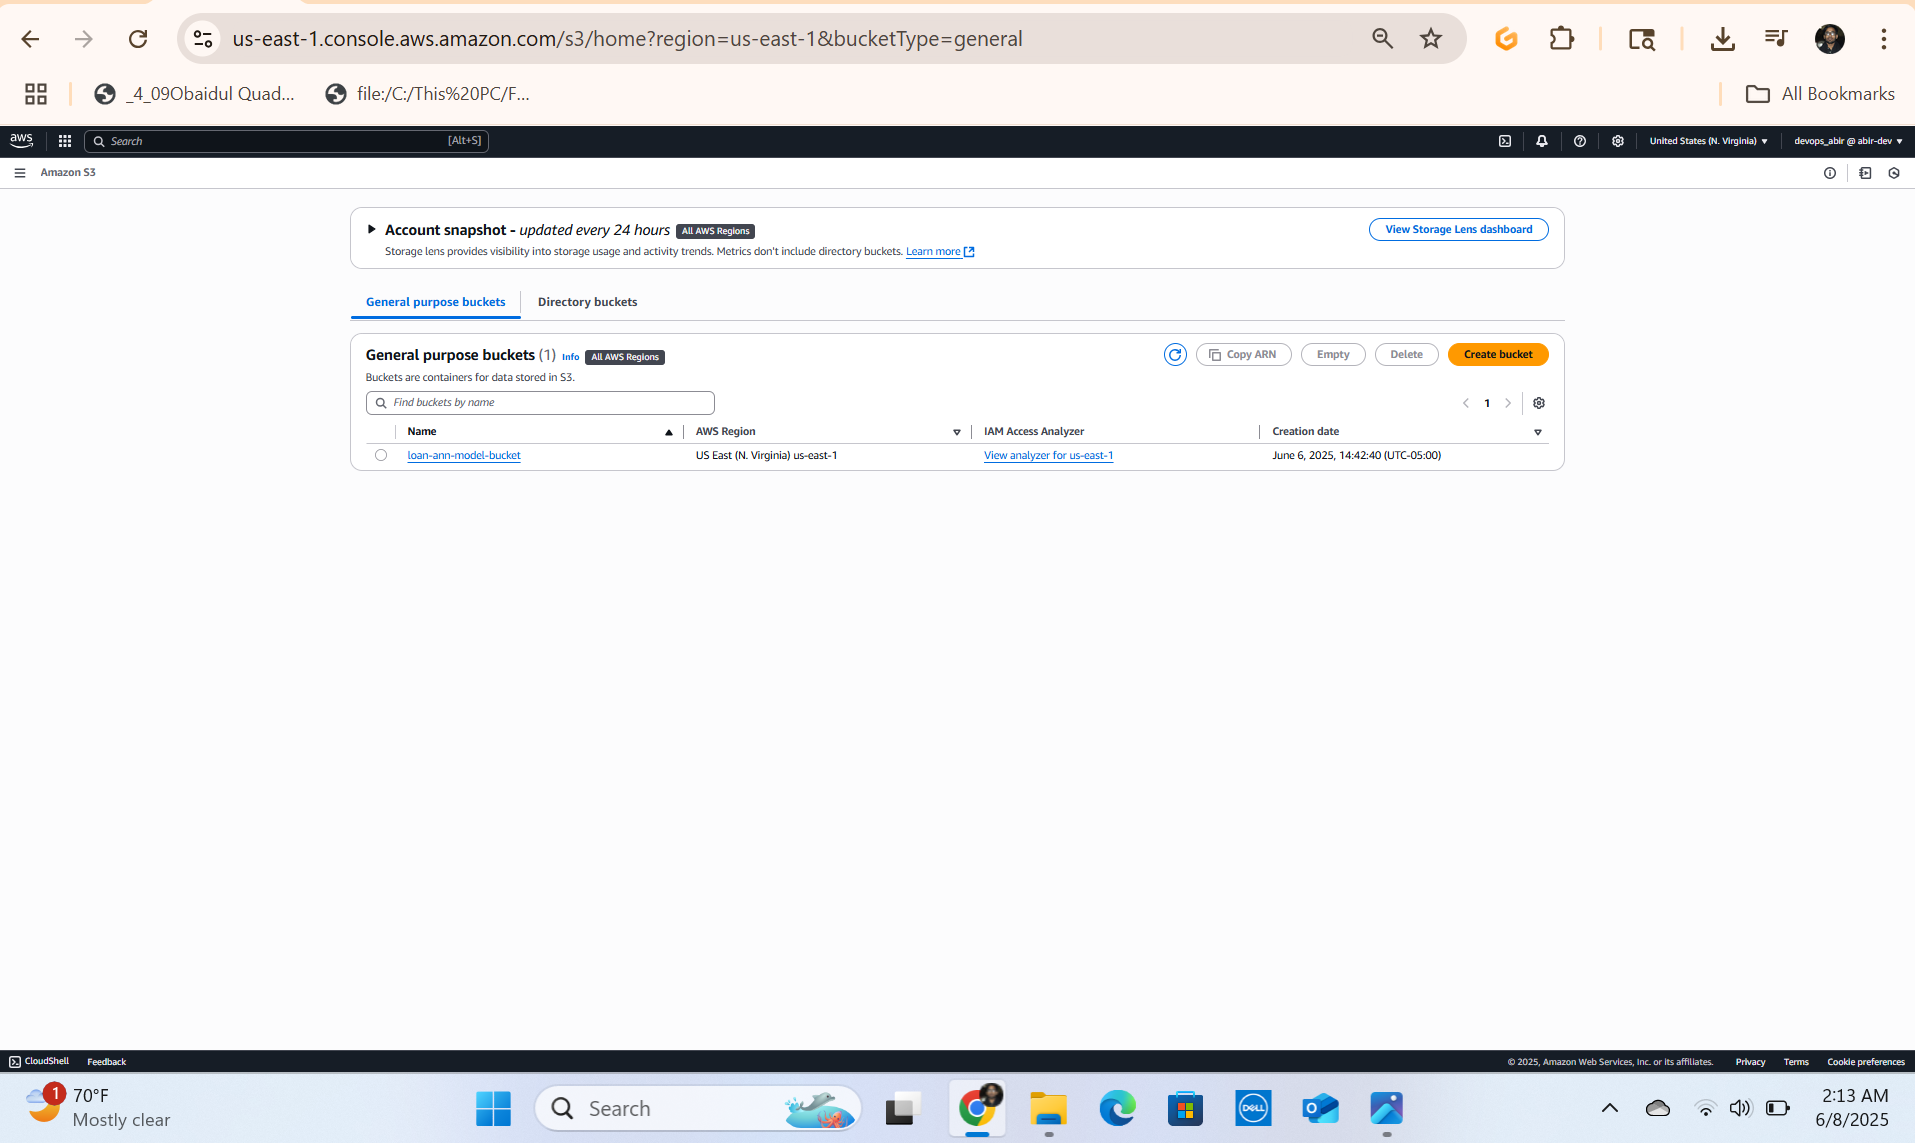 us-east-1.console.aws.amazon.com/s3/home?region=us-east-1&bucketType=general
_4_09Obaidul Quad... file:/C:/This%20PC/F... All Bookmarks
aws Search [Alt+S] United States (N. Virginia) devops_abir @ abir-dev
Amazon S3
Account snapshot - updated every 24 hours All AWS Regions View Storage Lens dashboard
Storage lens provides visibility into storage usage and activity trends. Metrics don't include directory buckets. Learn more
General purpose buckets Directory buckets
General purpose buckets (1) Info All AWS Regions Copy ARN Empty Delete Create bucket
Buckets are containers for data stored in S3.
Find buckets by name 1
Name AWS Region IAM Access Analyzer Creation date
loan-ann-model-bucket US East (N. Virginia) us-east-1 View analyzer for us-east-1 June 6, 2025, 14:42:40 (UTC-05:00)
CloudShell Feedback © 2025, Amazon Web Services, Inc. or its affiliates. Privacy Terms Cookie preferences
1 70°F Search DELL 2:13 AM
Mostly clear 6/8/2025